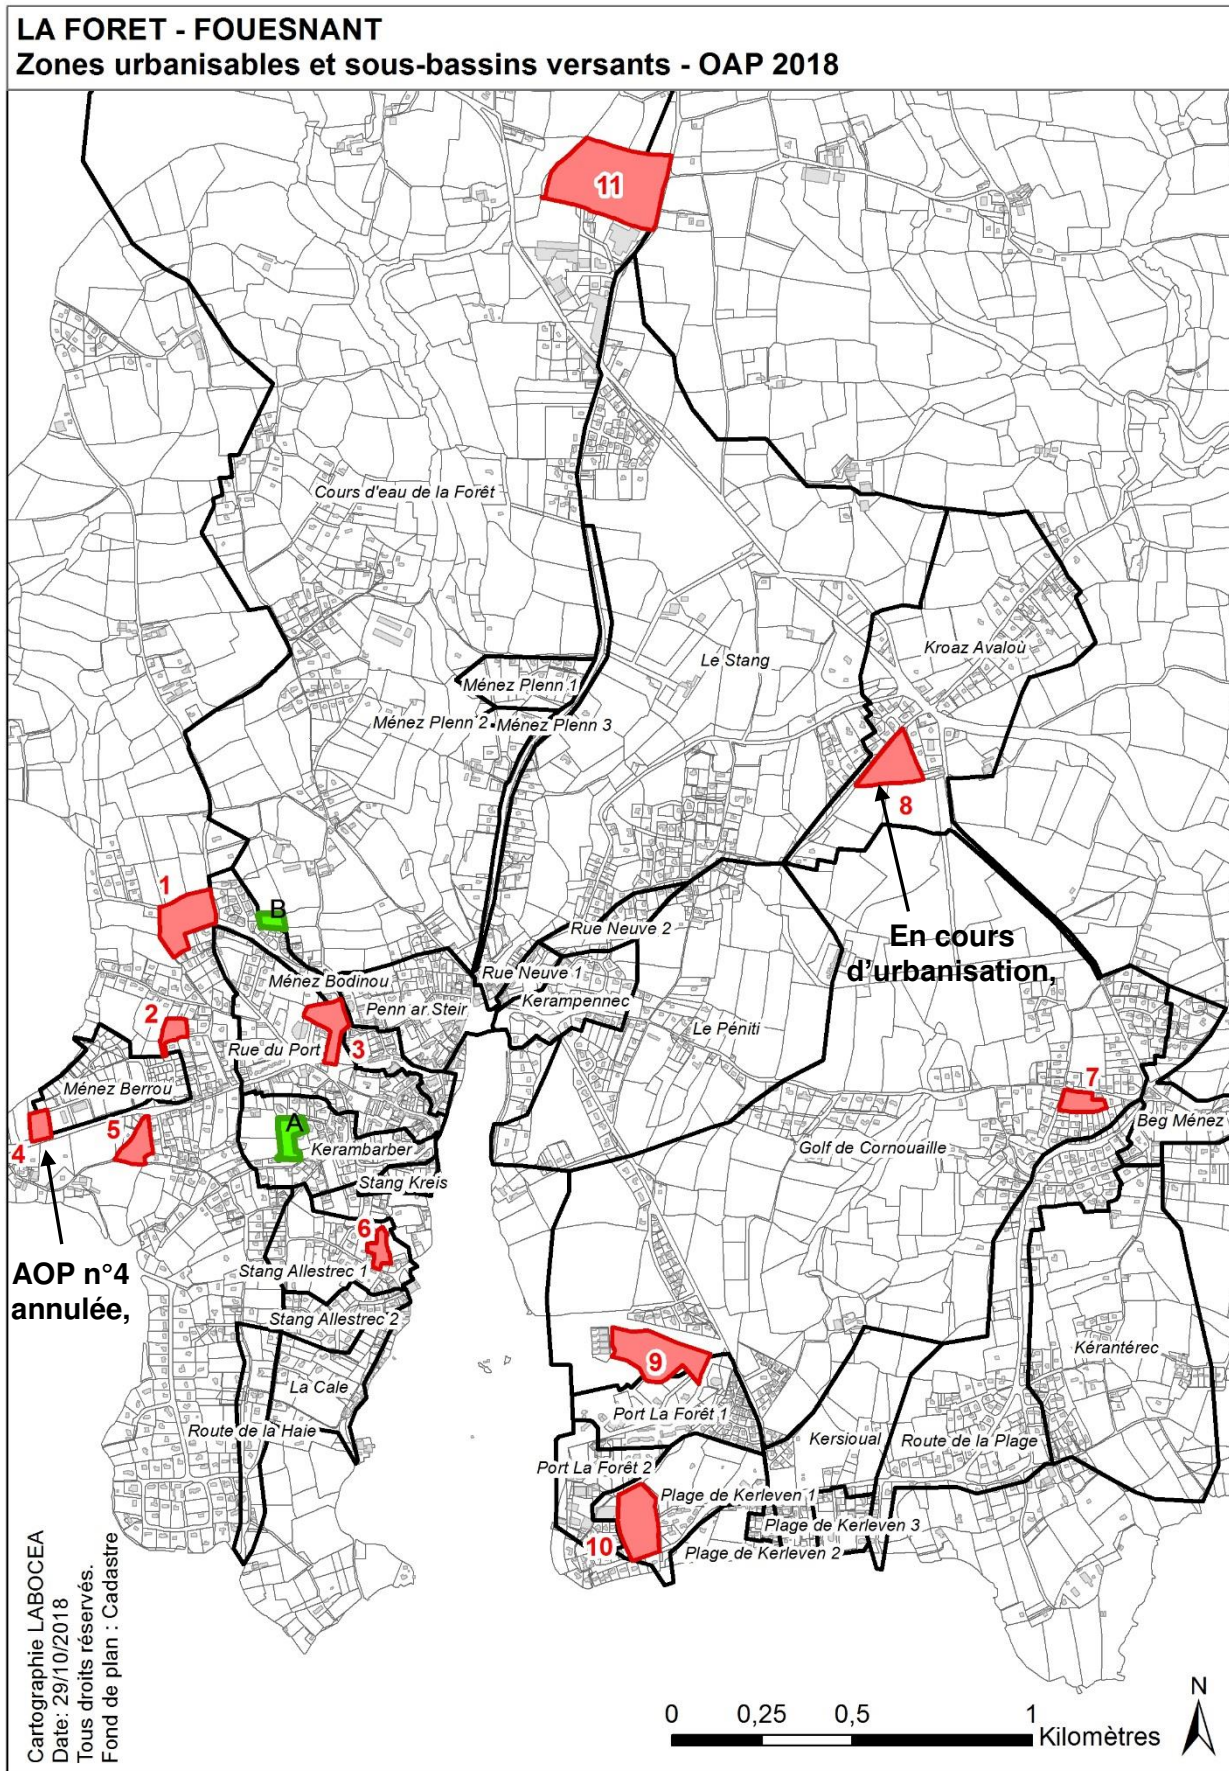 LA FORET - FOUESNANT
Zones urbanisables et sous-bassins versants - OAP 2018
11
Cours d'eau de la Forêt
Kroaz Avalou
Le Stang
Ménez Plenn 1
Ménez Plenn 2
Ménez Plenn 3
8
1
B
Rue Neuve 2
En cours
d'urbanisation,
Ménez Bodinou
Rue Neuve 1
Penn ar Steir
Kerampennec
2
Le Péniti
Rue du Port
3
Ménez Berrou
7
4
5
A
Beg Ménez
Kerambarber
Golf de Cornouaille
Stang Kreis
6
AOP n°4
annulée,
Stang Allestrec 1
Stang Allestrec 2
9
Kérantérec
La Cale
Port La Forêt 1
Route de la Haie
Kersioual
Route de la Plage
Port La Forêt 2
Plage de Kerleven 1
Plage de Kerleven 3
10
Plage de Kerleven 2
Cartographie LABOCEA
Date: 29/10/2018
Tous droits réservés.
Fond de plan : Cadastre
N
0 0,25 0,5 1
Kilomètres